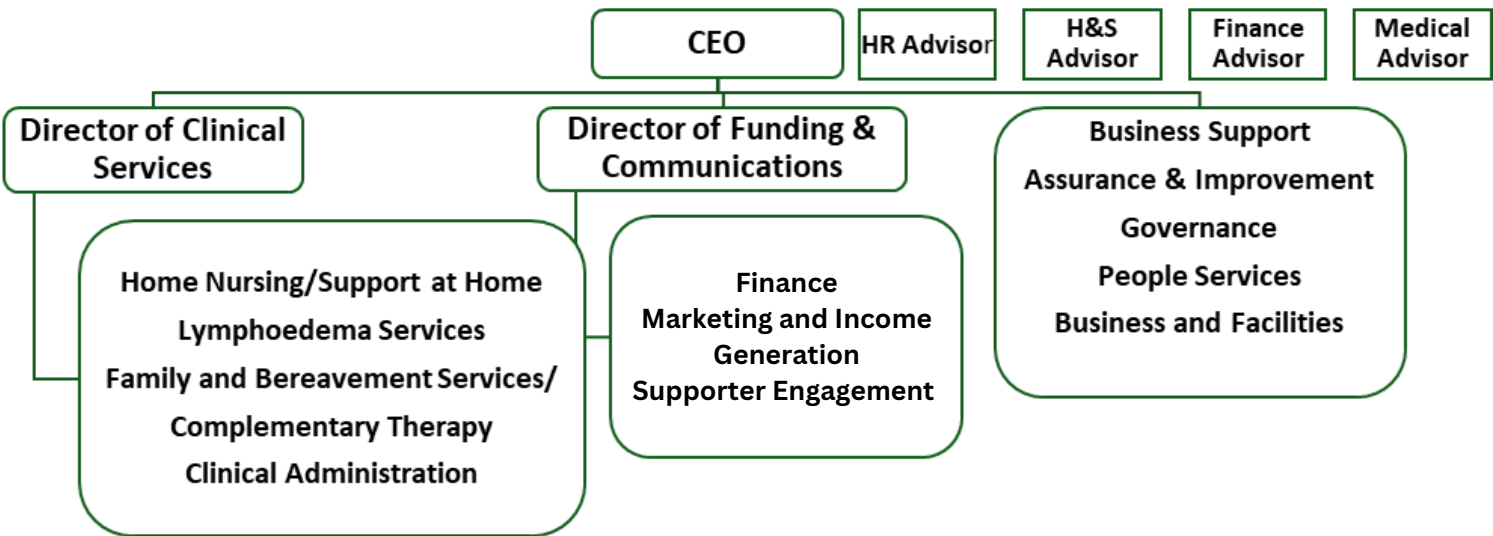 CEO
HR Advisor
H&S
Advisor
Finance
Advisor
Medical
Advisor
Director of Clinical
Services
Director of Funding &
Communications
Business Support
Assurance & Improvement
Governance
People Services
Business and Facilities
Home Nursing/Support at Home
Lymphoedema Services
Family and Bereavement Services/
Complementary Therapy
Clinical Administration
Finance
Marketing and Income
Generation
Supporter Engagement